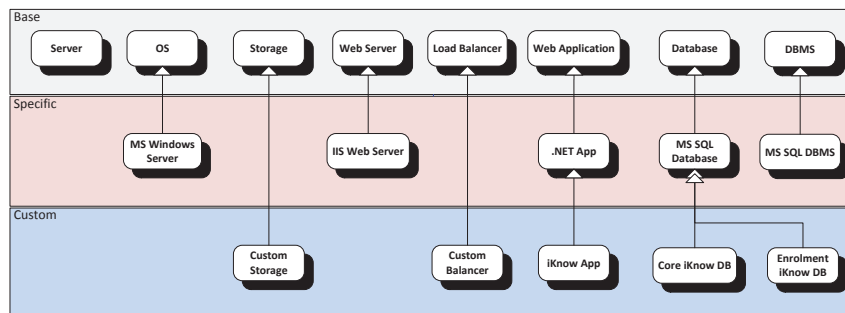 Base
Server
OS
Storage
Web Server
Load Balancer
Web Application
Database
DBMS
Specific
MS Windows
Server
IIS Web Server
.NET App
MS SQL
Database
MS SQL DBMS
Custom
Custom
Storage
Custom
Balancer
iKnow App
Core iKnow DB
Enrolment
iKnow DB